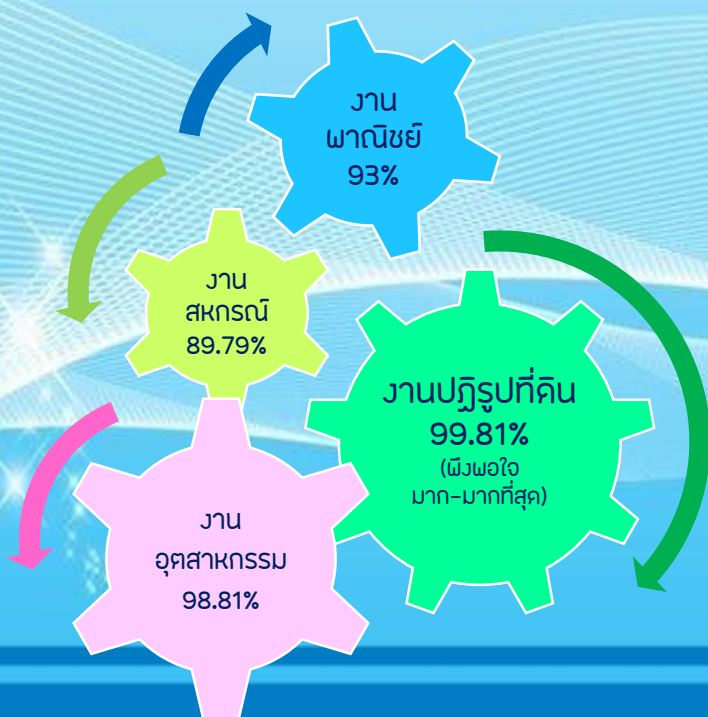 งาน
พาณิชย์
93%
งาน
สหกรณ์
89.79%
งานปฏิรูปที่ดิน
99.81%
(พึงพอใจ
มาก-มากที่สุด)
งาน
อุตสาหกรรม
98.81%